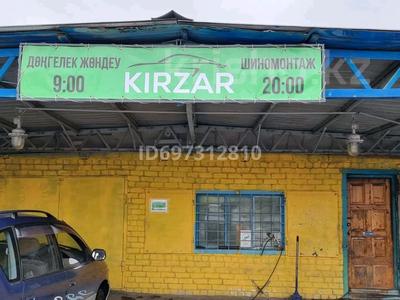 ДӨҢГЕЛЕК ЖӨНДЕУ
9:00
KIRZAR
ШИНОМОНТАЖ
20:00
ID697312810